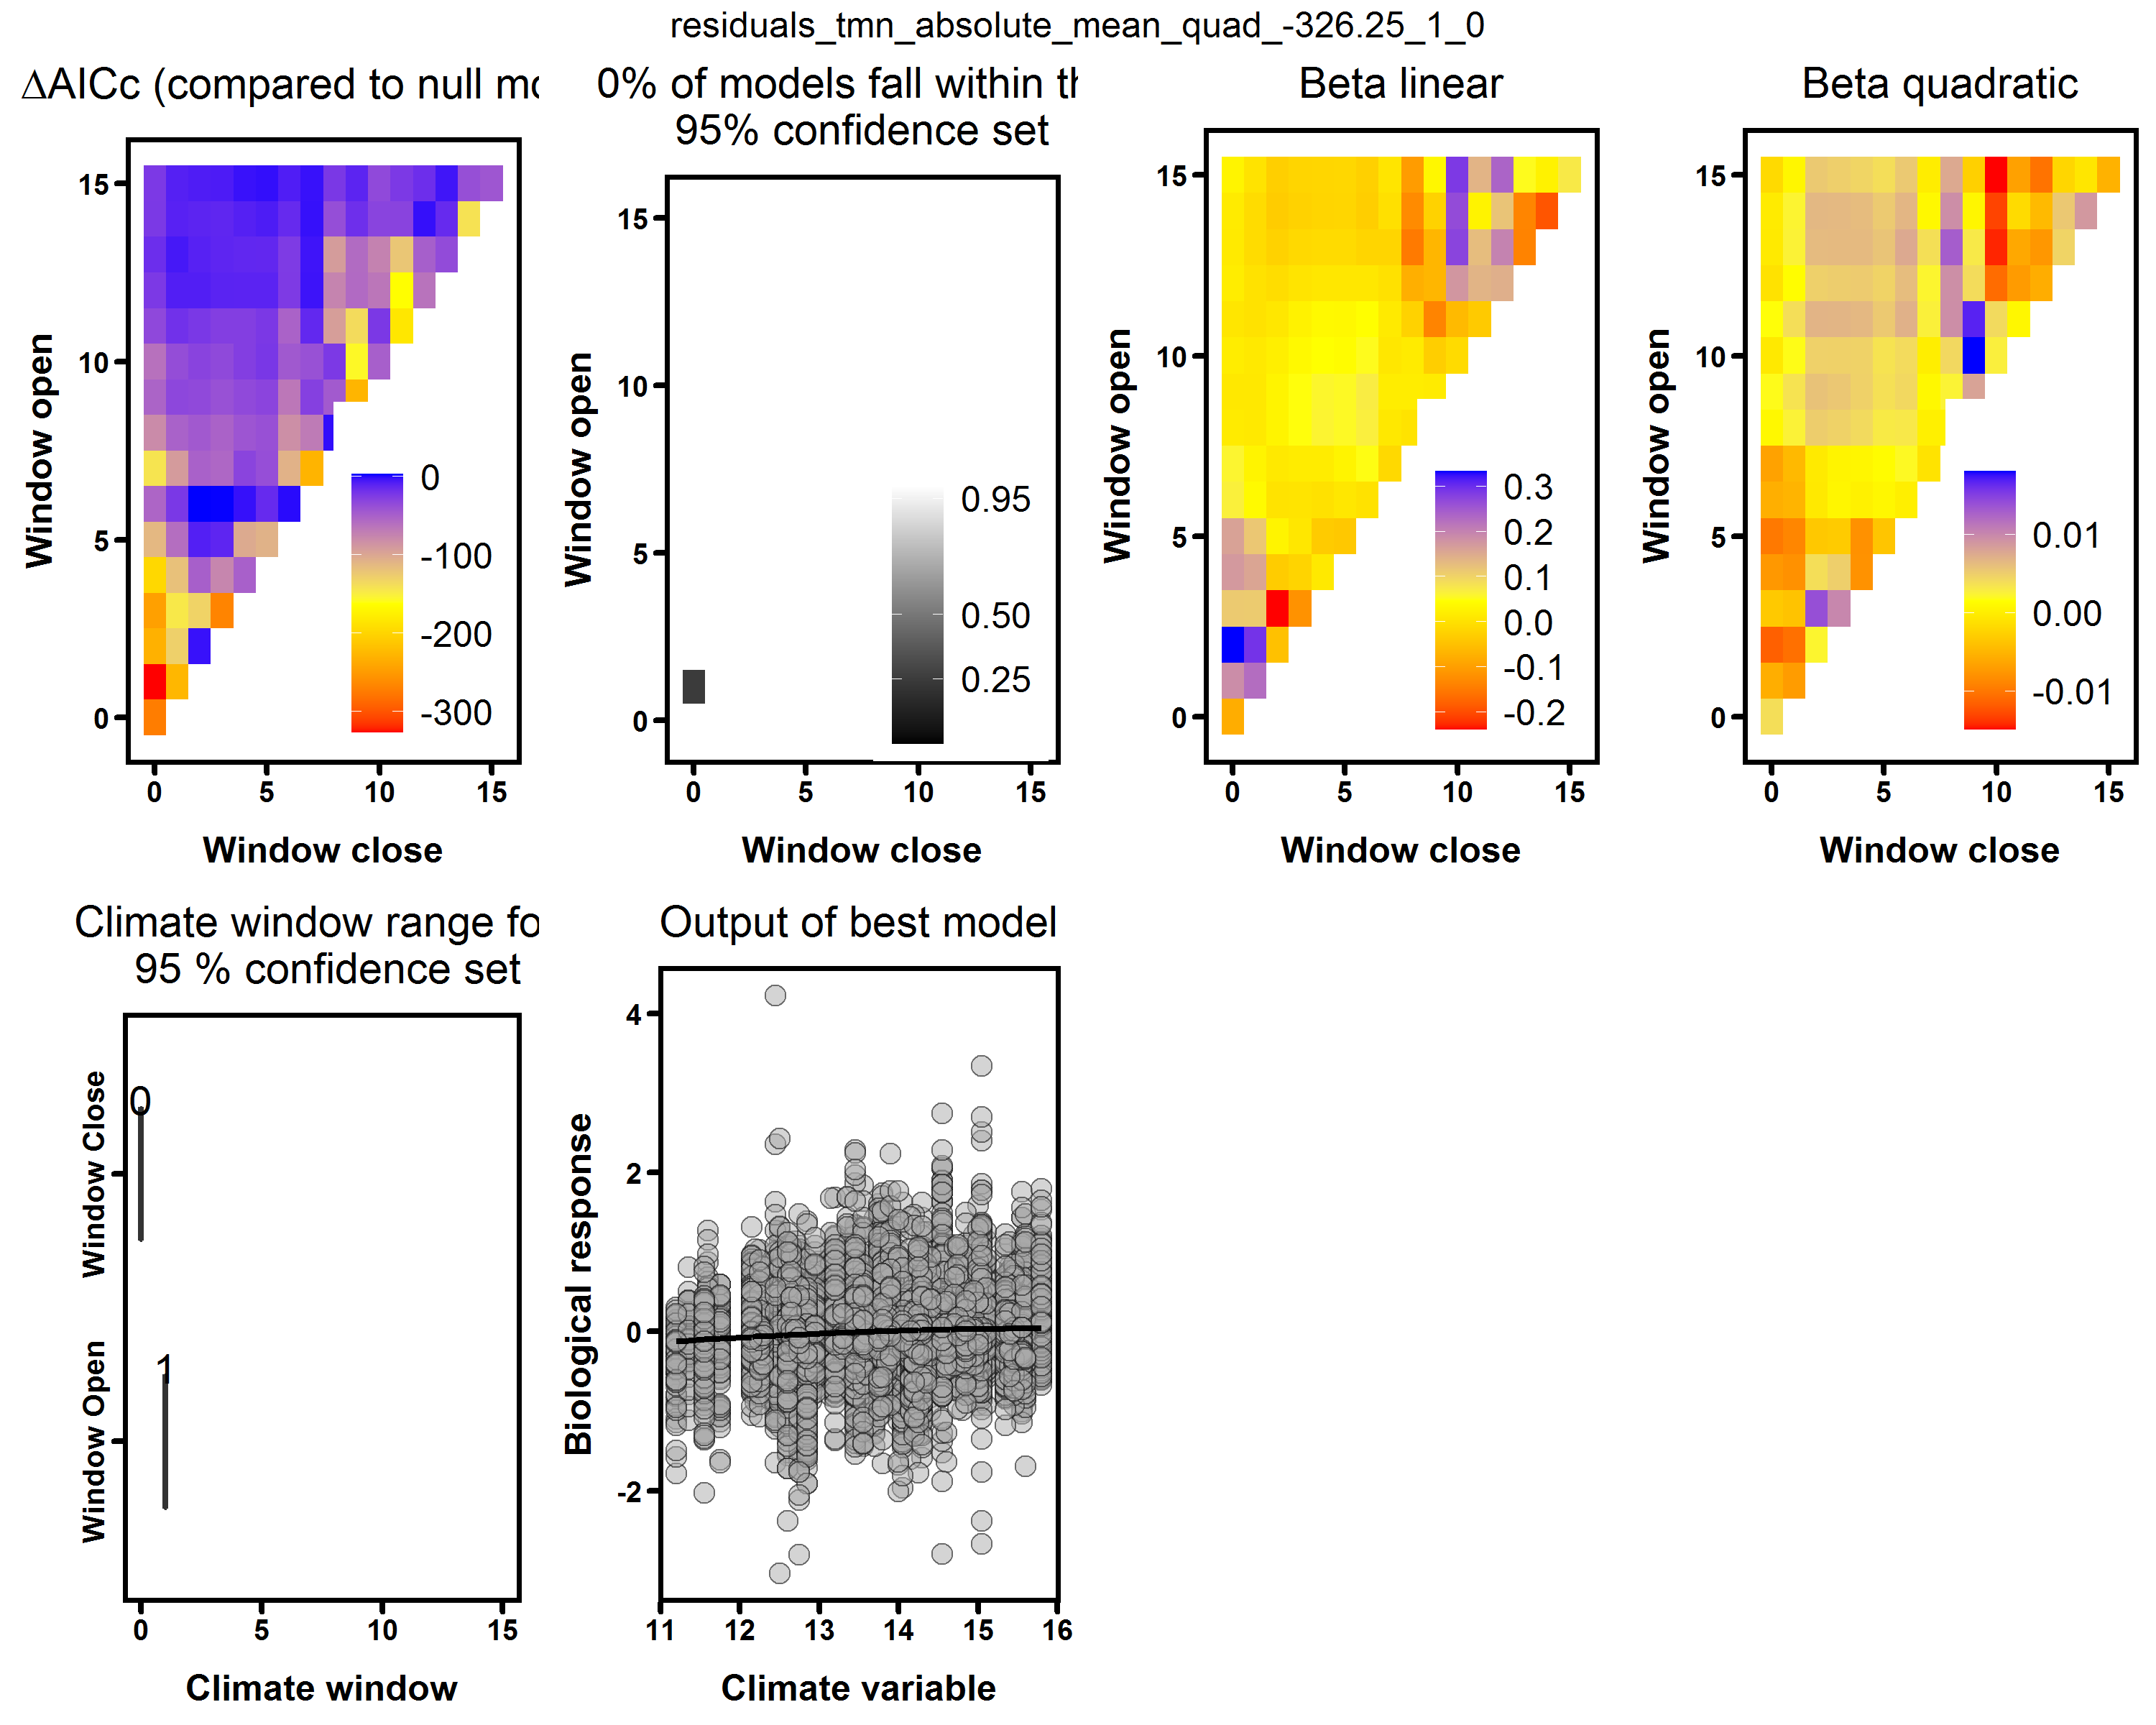 residuals_tmn_absolute_mean_quad_-326.25_1_0
ΔAICc (compared to null mo
15
10
5
0
0
-100
-200
-300
0 5 10 15
Window open
Window close
0% of models fall within th
95% confidence set
15
10
5
0
0.95
0.50
0.25
0 5 10 15
Window open
Window close
Beta linear
15
10
5
0
0.3
0.2
0.1
0.0
-0.1
-0.2
0 5 10 15
Window open
Window close
Beta quadratic
15
10
5
0
0.01
0.00
-0.01
0 5 10 15
Window open
Window close
Climate window range fo
95 % confidence set
Window Close
Window Open
0
1
0 5 10 15
Climate window
Output of best model
4
2
0
-2
11 12 13 14 15 16
Biological response
Climate variable